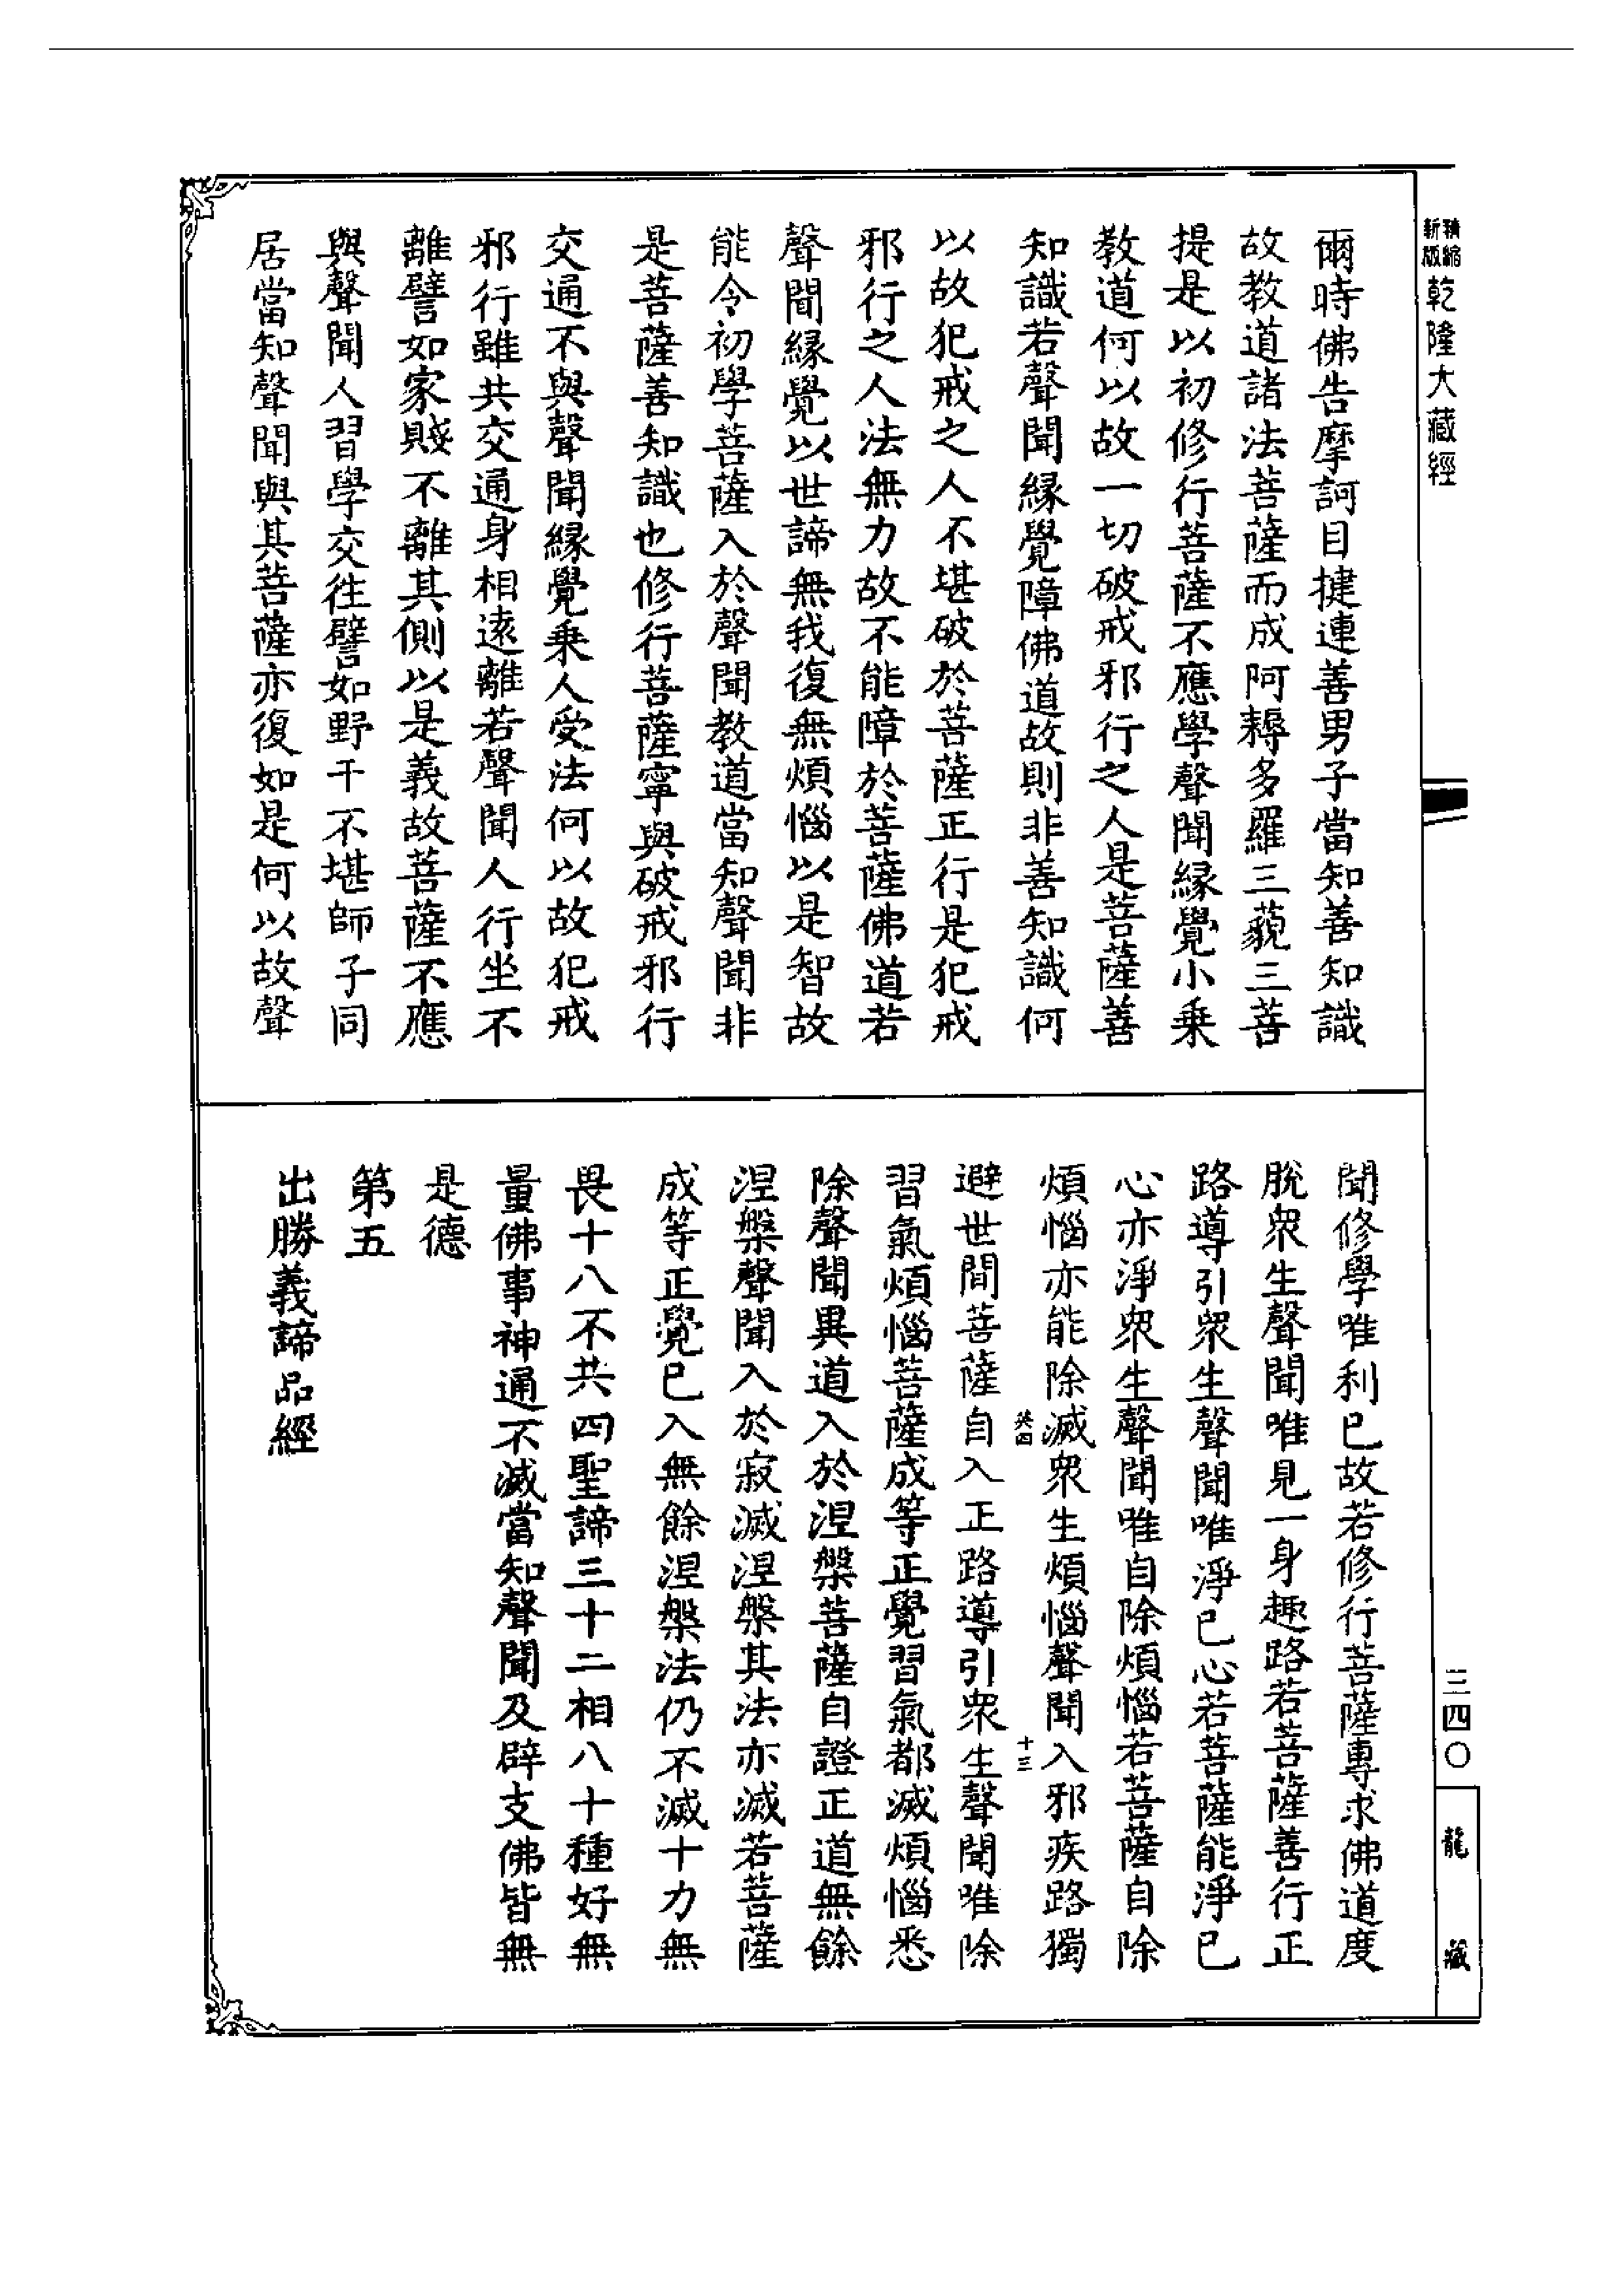 精縮
新版
乾隆大藏經
爾時佛告摩訶目揵連善男子當知善知識
故教道諸法菩薩而成阿耨多羅三藐三菩
提是以初修行菩薩不應學聲聞緣覺小乗
教道何以故一切破戒邪行之人是菩薩善
知識若聲聞緣覺障佛道故則非善知識何
以故犯戒之人不堪破於菩薩正行是犯戒
邪行之人法無力故不能障於菩薩佛道若
聲聞緣覺以世諦無我復無煩惱以是智故
能令初學菩薩入於聲聞教道當知聲聞非
是菩薩善知識也修行菩薩寧與破戒邪行
交通不與聲聞緣覺乗人受法何以故犯戒
邪行雖共交通身相遠離若聲聞人行坐不
離譬如家賊不離其側以是義故菩薩不應
與聲聞人習學交往譬如野干不堪師子同
居當知聲聞與其菩薩亦復如是何以故聲
聞修學唯利已故若修行菩薩專求佛道度
脫衆生聲聞唯見一身趣路若菩薩善行正
路導引衆生聲聞唯淨已心若菩薩能淨已
心亦淨衆生聲聞唯自除煩惱若菩薩自除
煩惱亦能除滅衆生煩惱聲聞入邪疾路獨
十三
避世間菩薩自入正路導引衆生聲聞唯除
習氣煩惱菩薩成等正覺習氣都滅煩惱悉
除聲聞異道入於涅槃菩薩自證正道無餘
涅槃聲聞入於寂滅涅槃其法亦滅若菩薩
成等正覺已入無餘涅槃法仍不滅十力無
畏十八不共四聖諦三十二相八十種好無
量佛事神通不滅當知聲聞及辟支佛皆無
是德
第五
出勝義諦品經
三四〇
龍藏